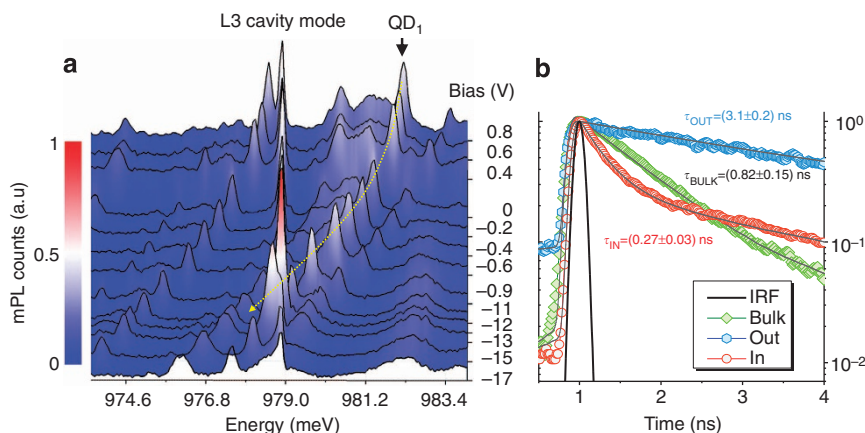 L3 cavity mode
QD1
a
Bias (V)
mPL counts (a.u)
1
0.5
0
0.8
0.6
0.4
0
−0.2
−0.4
−0.6
−0.9
−11
−12
−13
−15
−17
974.6 976.8 979.0 981.2 983.4
Energy (meV)
b
τOUT=(3.1±0.2) ns
τBULK=(0.82±0.15) ns
τIN=(0.27±0.03) ns
IRF
Bulk
Out
In
10⁰
10⁻¹
10⁻²
1 2 3 4
Time (ns)